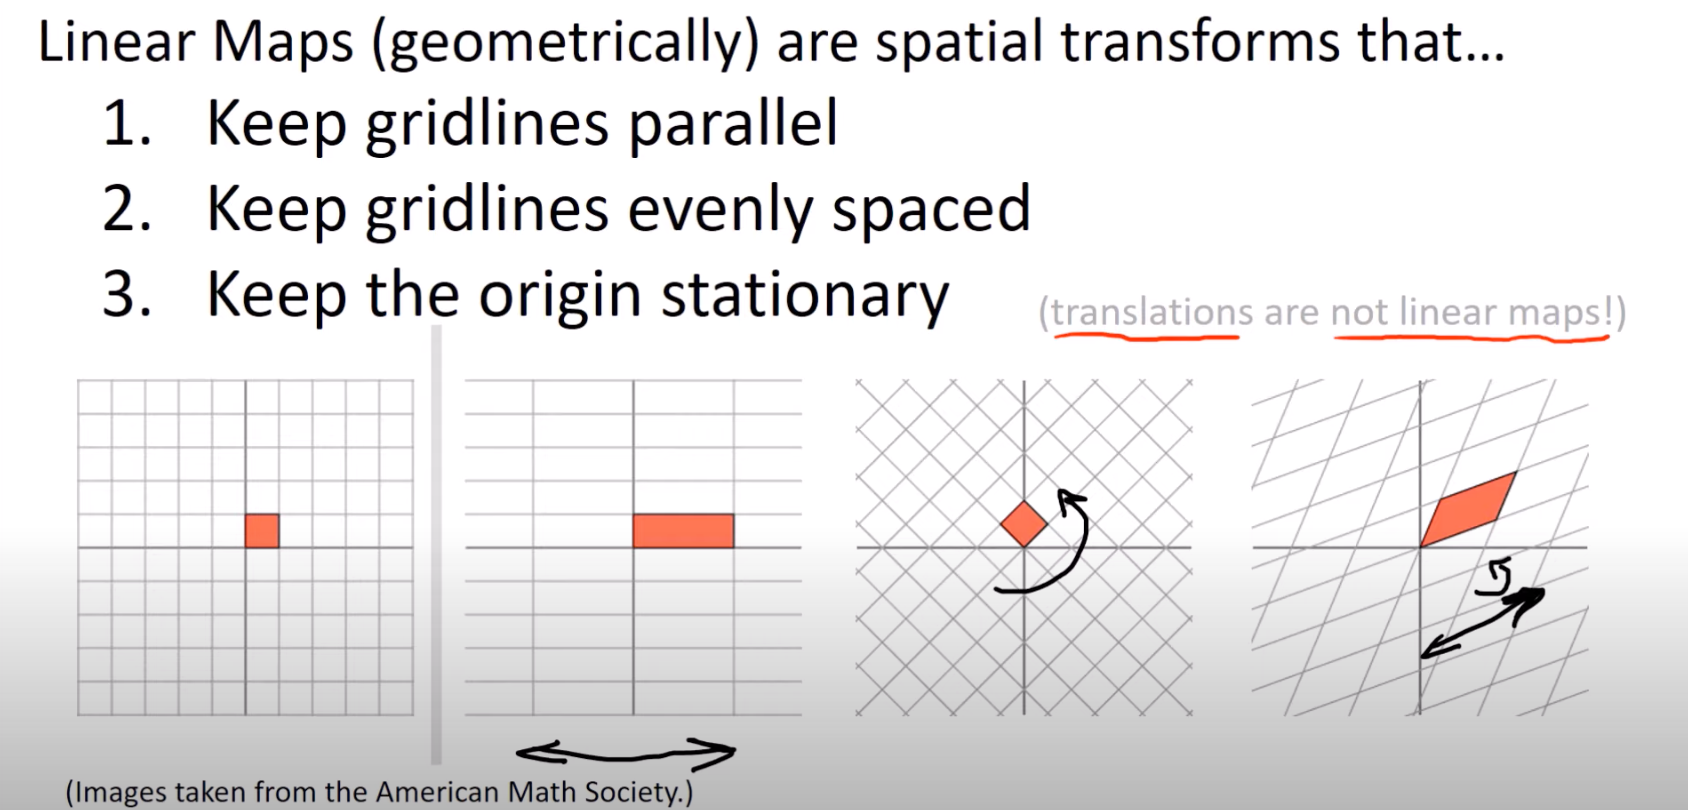 Linear Maps (geometrically) are spatial transforms that...
1. Keep gridlines parallel
2. Keep gridlines evenly spaced
3. Keep the origin stationary (translations are not linear maps!)
(Images taken from the American Math Society.)